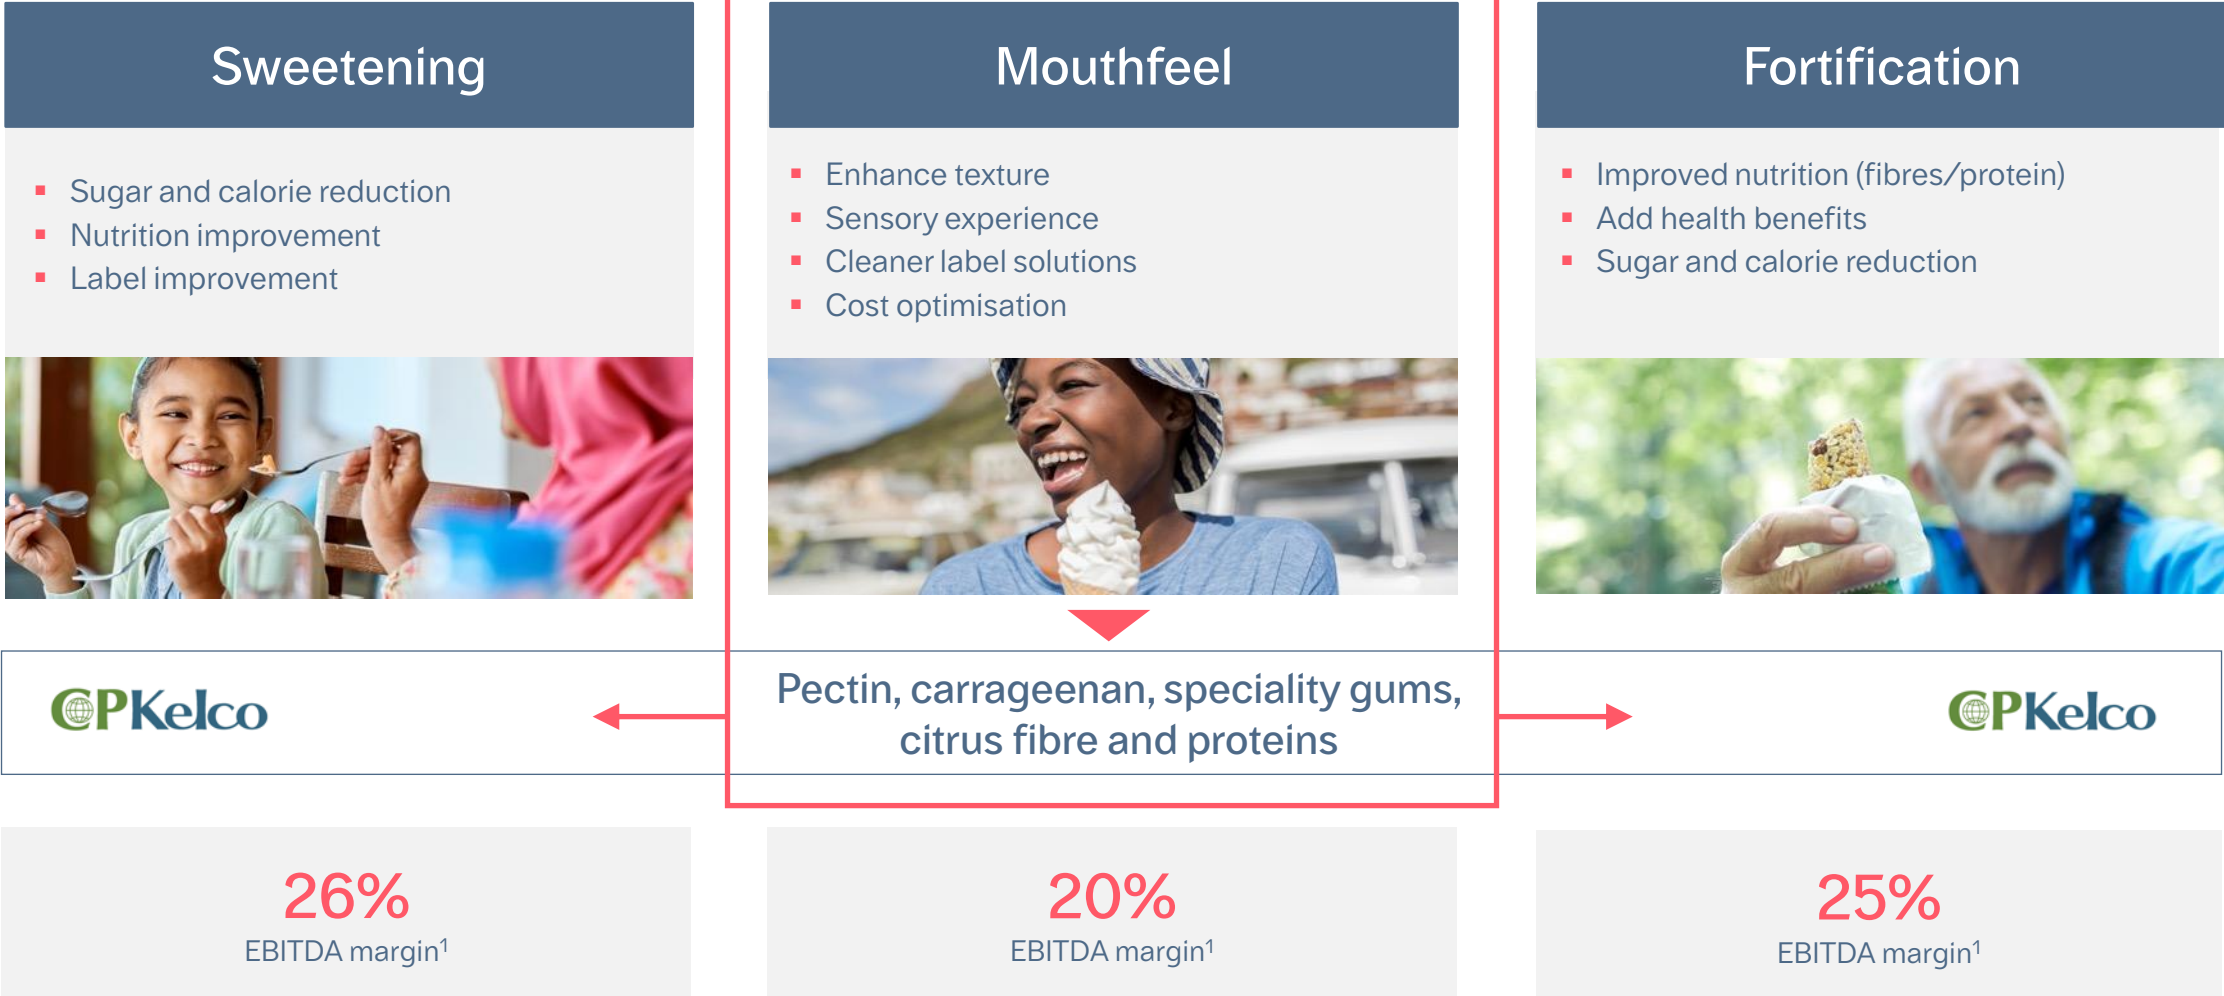 Sweetening
Sugar and calorie reduction
Nutrition improvement
Label improvement
Mouthfeel
Enhance texture
Sensory experience
Cleaner label solutions
Cost optimisation
Fortification
Improved nutrition (fibres/protein)
Add health benefits
Sugar and calorie reduction
CPKelco
Pectin, carrageenan, speciality gums,
citrus fibre and proteins
CPKelco
26%
EBITDA margin¹
20%
EBITDA margin¹
25%
EBITDA margin¹